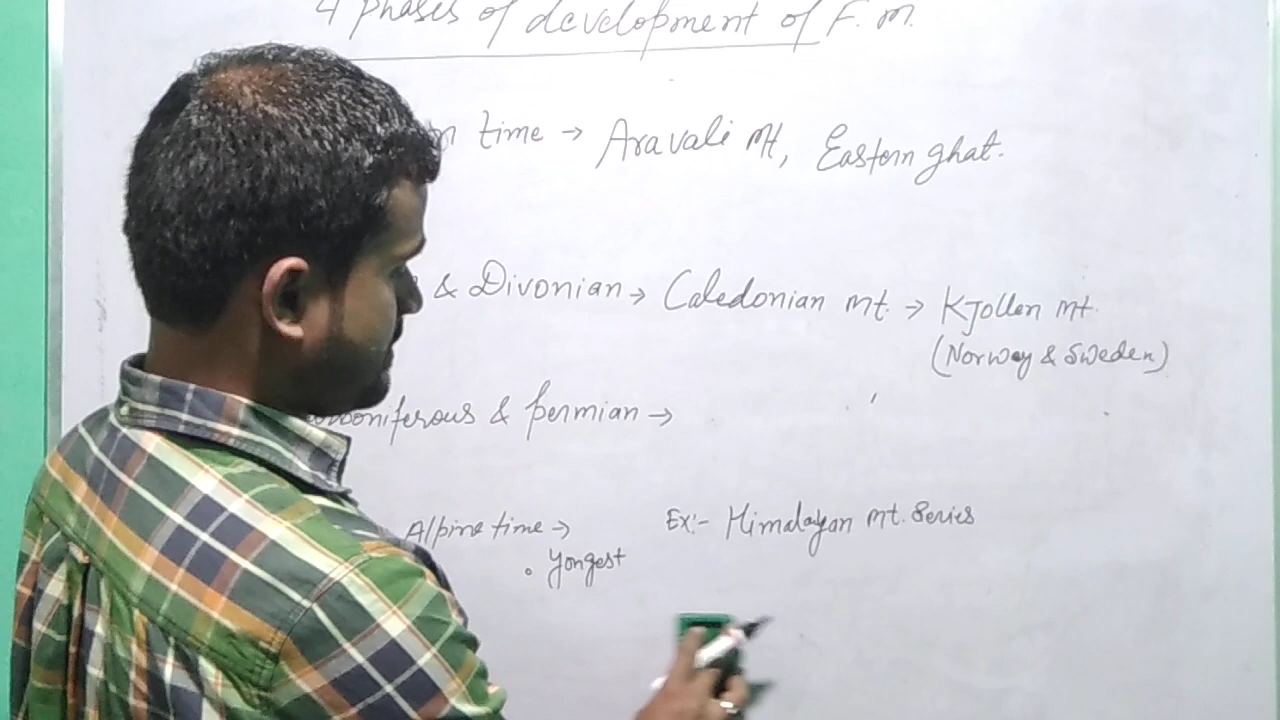 4 phases of development of F. m.
time → Aravali mt, Eastern ghat.
& Divonian → Caledonian mt. → Kjollen mt.
(Norway & Sweden)
& permian →
Alpine time → Ex:- Himalayan mt. Series
• Yongest